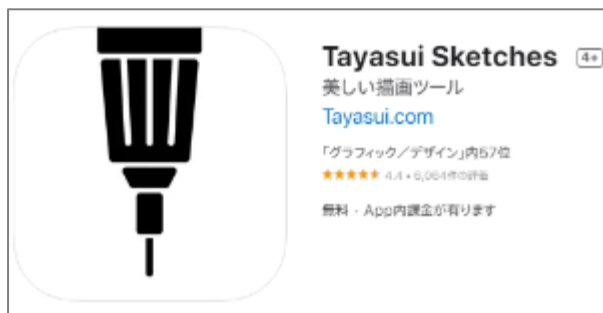 Tayasui Sketches 4+
美しい描画ツール
Tayasui.com
「グラフィック／デザイン」内57位
4.4 • 6,064件の評価
無料・App内課金が有ります